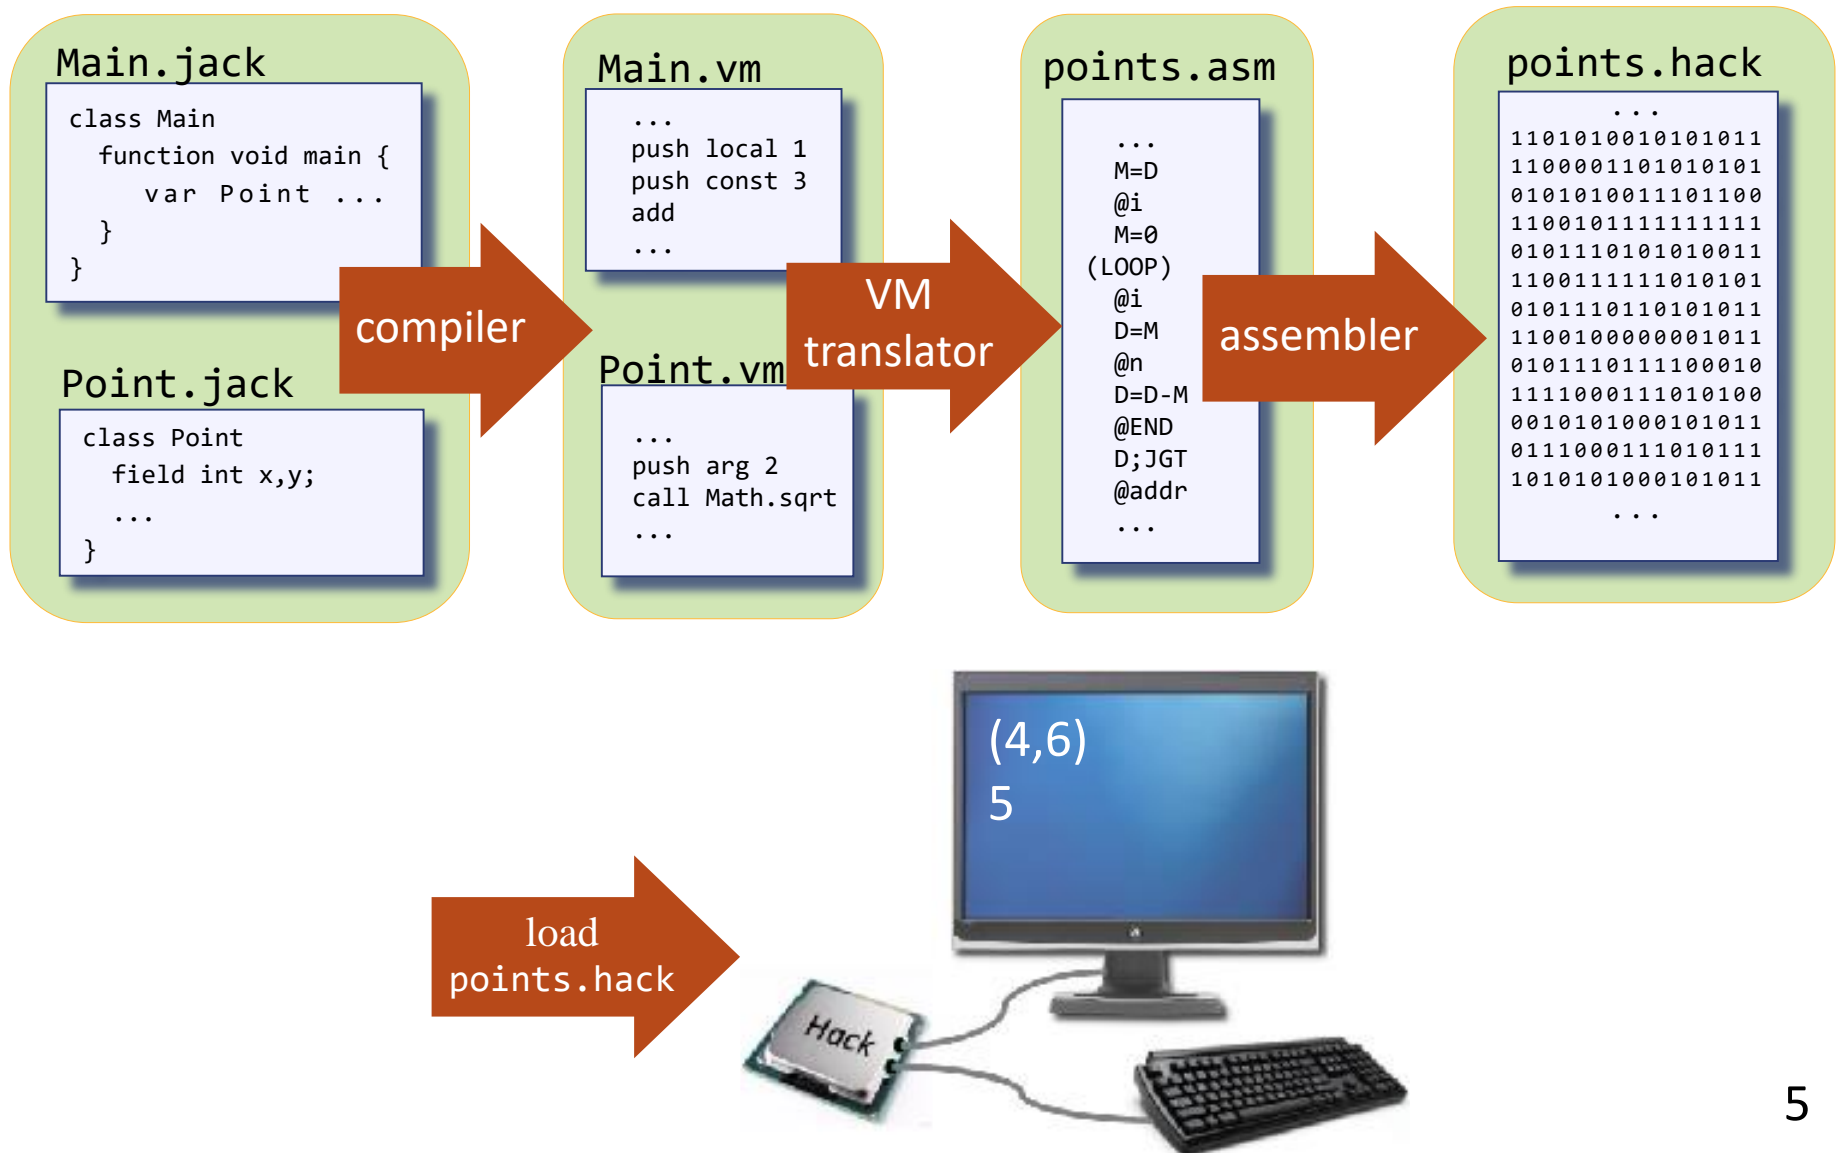 Main.jack
class Main
function void main {
var Point ...
}
}
Point.jack
class Point
field int x,y;
...
}
compiler
Main.vm
...
push local 1
push const 3
add
...
Point.vm
...
push arg 2
call Math.sqrt
...
VM
translator
points.asm
...
M=D
@i
M=0
(LOOP)
@i
D=M
@n
D=D-M
@END
D;JGT
@addr
...
assembler
points.hack
...
1101010010101011
1100001101010101
0101010011101100
1100101111111111
0101110101010011
1100111111010101
0101110110101011
1100100000001011
0101110111100010
1111000111010100
0010101000101011
0111000111010111
1010101000101011
...
load
points.hack
Hack
(4,6)
5
5